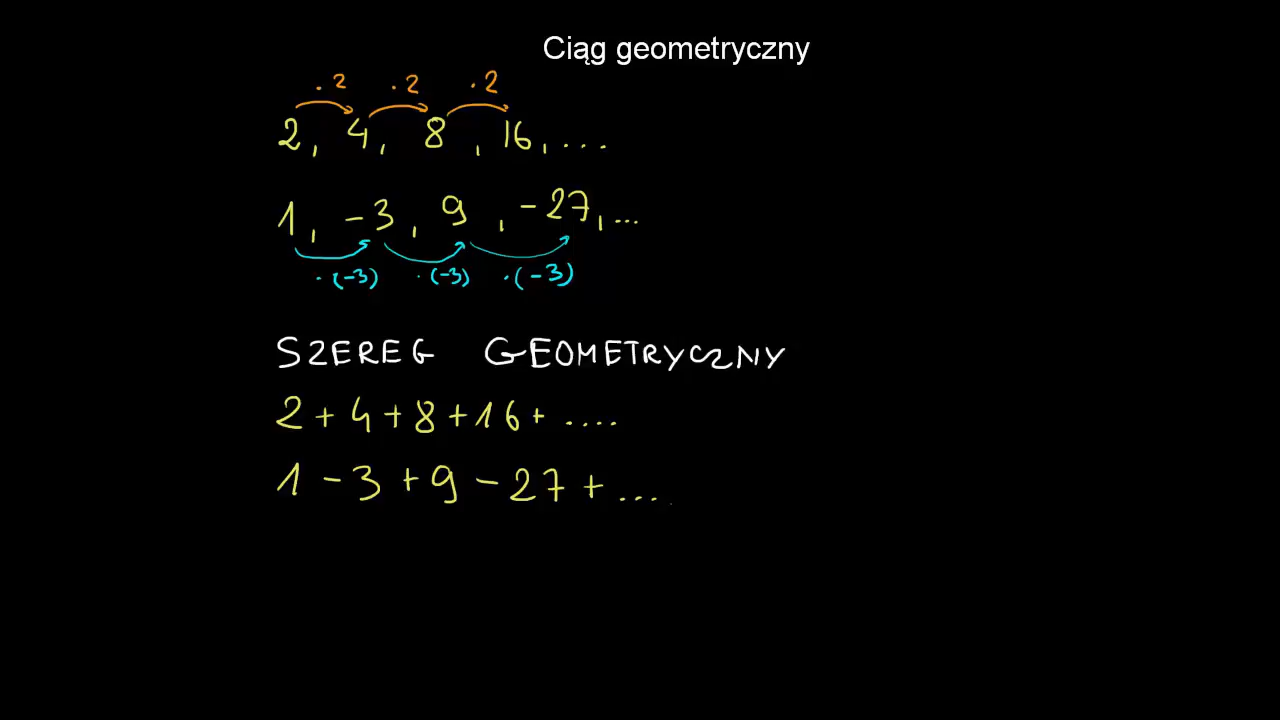 Ciąg geometryczny
· 2 · 2 · 2
2, 4, 8, 16, ...
1, -3, 9, -27, ...
· (-3) · (-3) · (-3)
SZEREG GEOMETRYCZNY
2 + 4 + 8 + 16 + ....
1 - 3 + 9 - 27 + ....